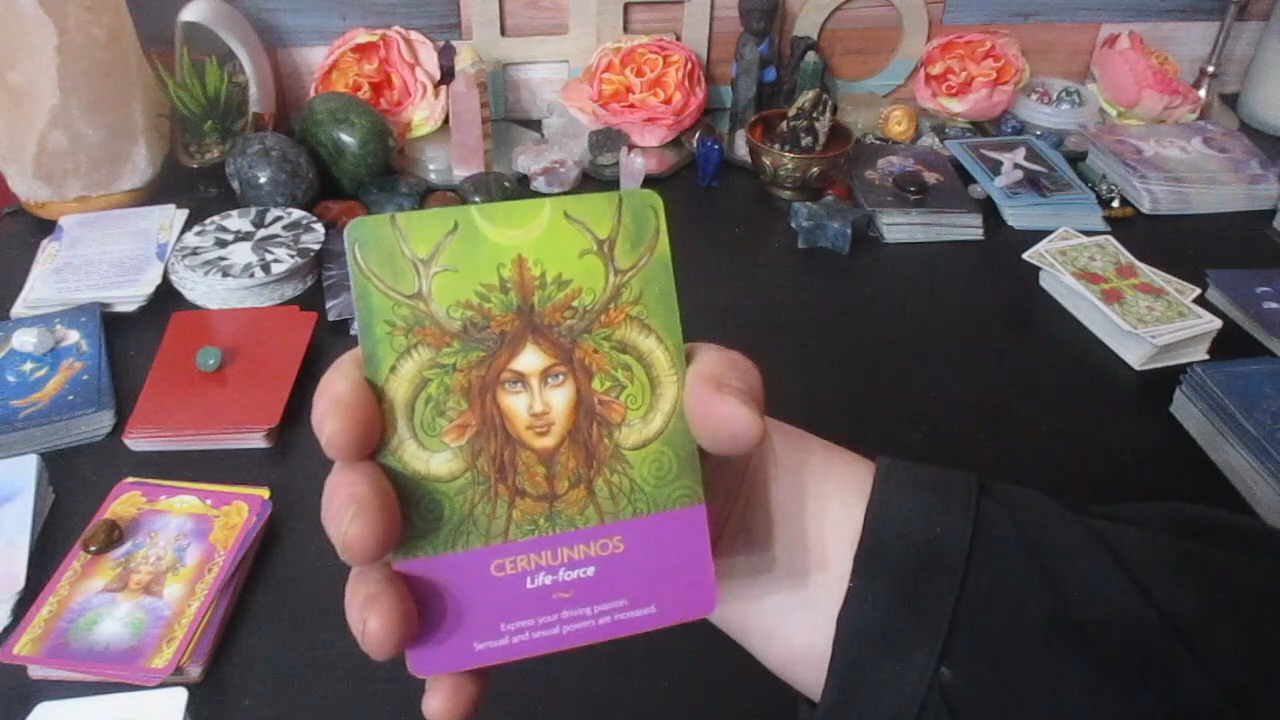 CERNUNNOS
Life-force
Express your driving passion.
Sensual and sexual powers are increased.